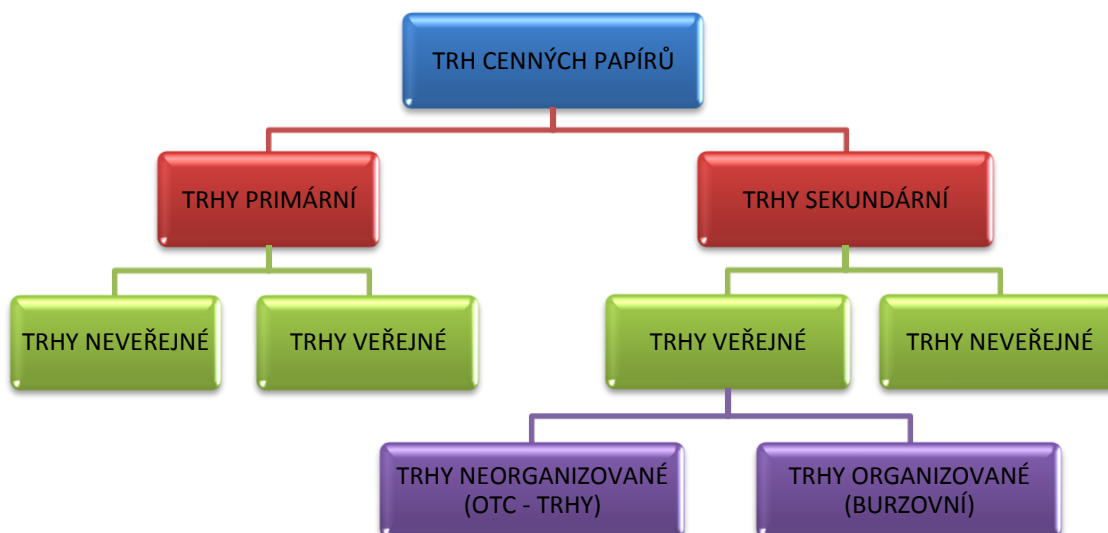 TRH CENNÝCH PAPÍRŮ
TRHY PRIMÁRNÍ
TRHY SEKUNDÁRNÍ
TRHY NEVEŘEJNÉ
TRHY VEŘEJNÉ
TRHY VEŘEJNÉ
TRHY NEVEŘEJNÉ
TRHY NEORGANIZOVANÉ
(OTC - TRHY)
TRHY ORGANIZOVANÉ
(BURZOVNÍ)